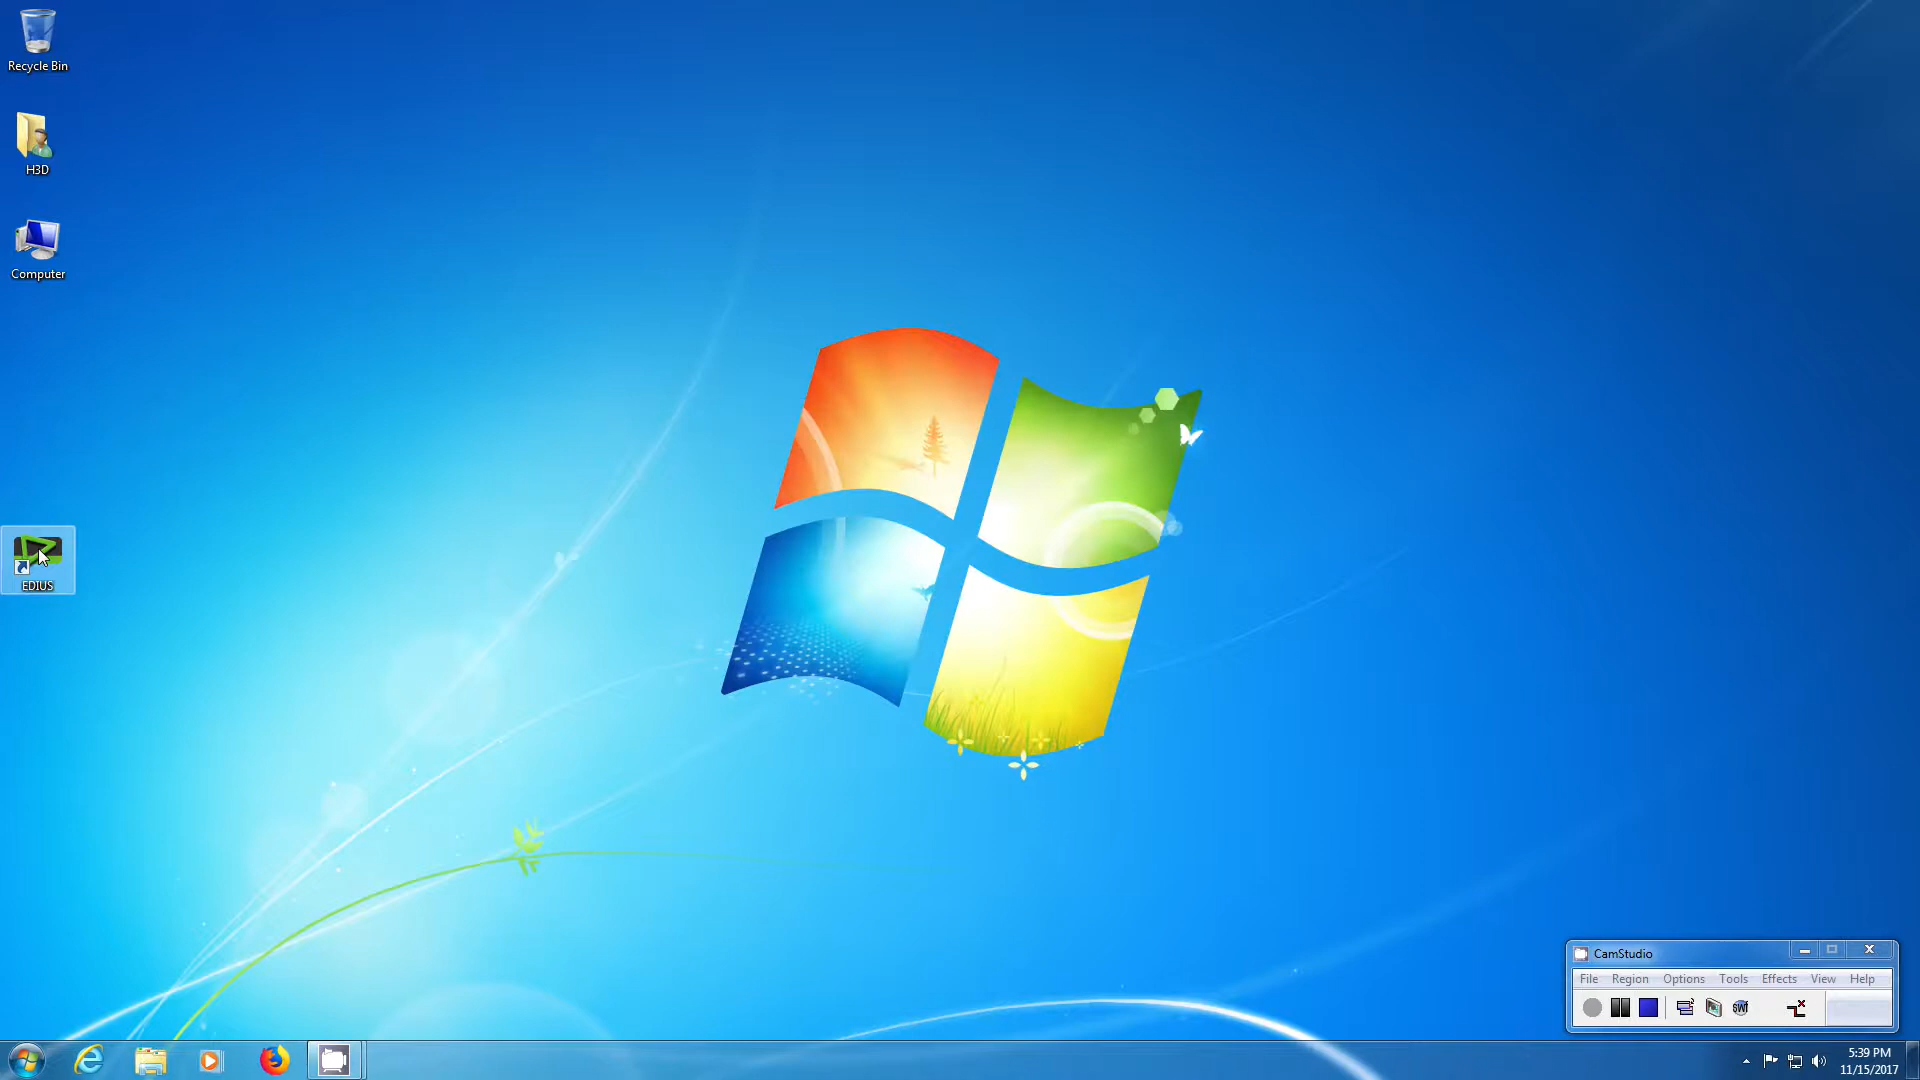 Recycle Bin
H3D
Computer
EDIUS
CamStudio
File Region Options Tools Effects View Help
SWF
5:39 PM
11/15/2017